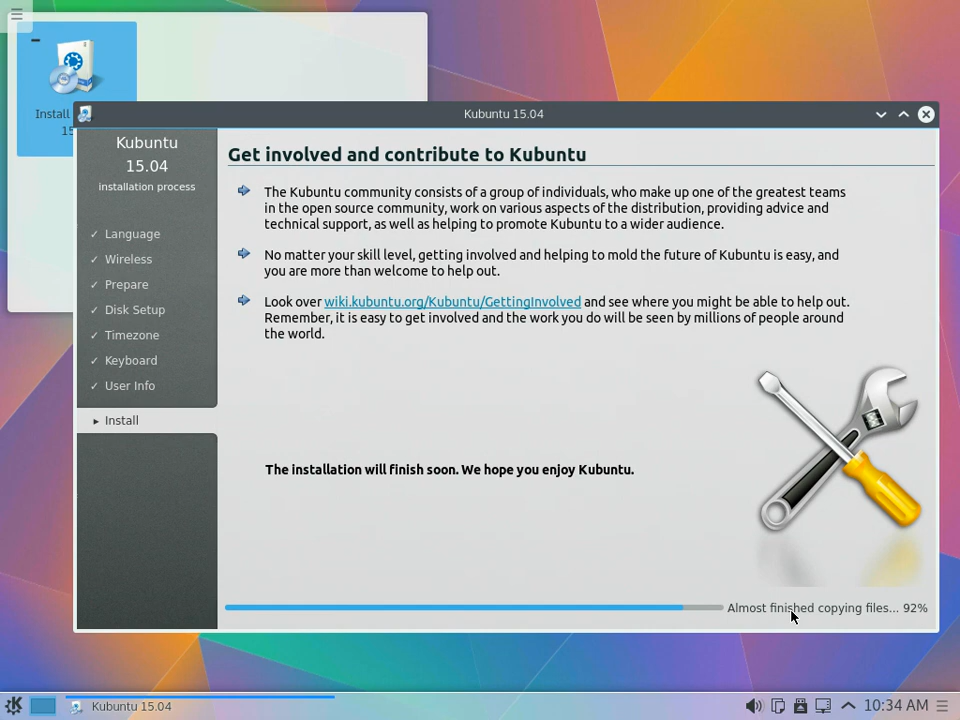 Install
15
Kubuntu 15.04
Kubuntu
15.04
installation process
✓ Language
✓ Wireless
✓ Prepare
✓ Disk Setup
✓ Timezone
✓ Keyboard
✓ User Info
▸ Install
Get involved and contribute to Kubuntu
The Kubuntu community consists of a group of individuals, who make up one of the greatest teams
in the open source community, work on various aspects of the distribution, providing advice and
technical support, as well as helping to promote Kubuntu to a wider audience.
No matter your skill level, getting involved and helping to mold the future of Kubuntu is easy, and
you are more than welcome to help out.
Look over wiki.kubuntu.org/Kubuntu/GettingInvolved and see where you might be able to help out.
Remember, it is easy to get involved and the work you do will be seen by millions of people around
the world.
The installation will finish soon. We hope you enjoy Kubuntu.
Almost finished copying files... 92%
Kubuntu 15.04
10:34 AM